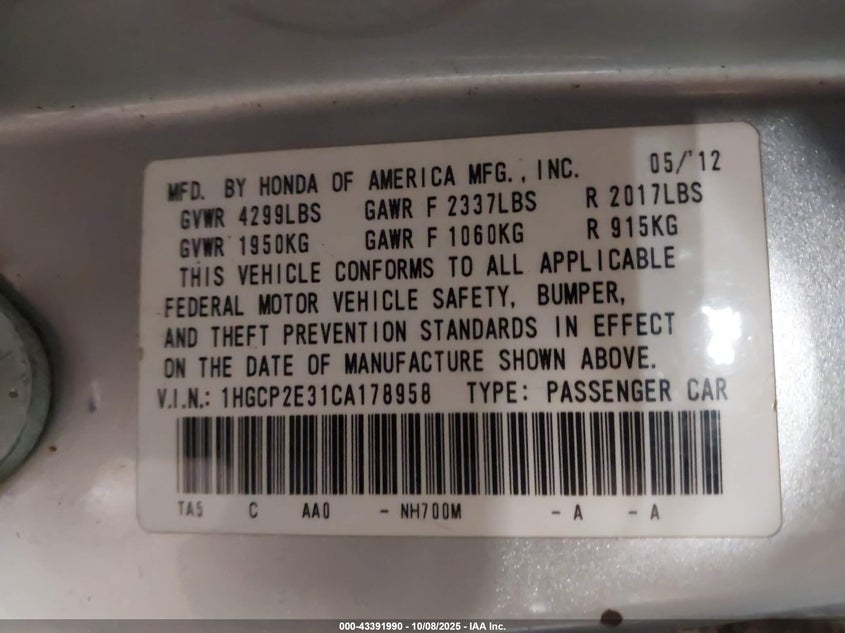 MFD. BY HONDA OF AMERICA MFG., INC. 05/'12
GVWR 4299LBS GAWR F 2337LBS R 2017LBS
GVWR 1950KG GAWR F 1060KG R 915KG
THIS VEHICLE CONFORMS TO ALL APPLICABLE
FEDERAL MOTOR VEHICLE SAFETY, BUMPER,
AND THEFT PREVENTION STANDARDS IN EFFECT
ON THE DATE OF MANUFACTURE SHOWN ABOVE.
V.I.N.: 1HGCP2E31CA178958 TYPE: PASSENGER CAR
TA5 C AA0 - NH700M - A - A
000-43391990 - 10/08/2025 - IAA Inc.